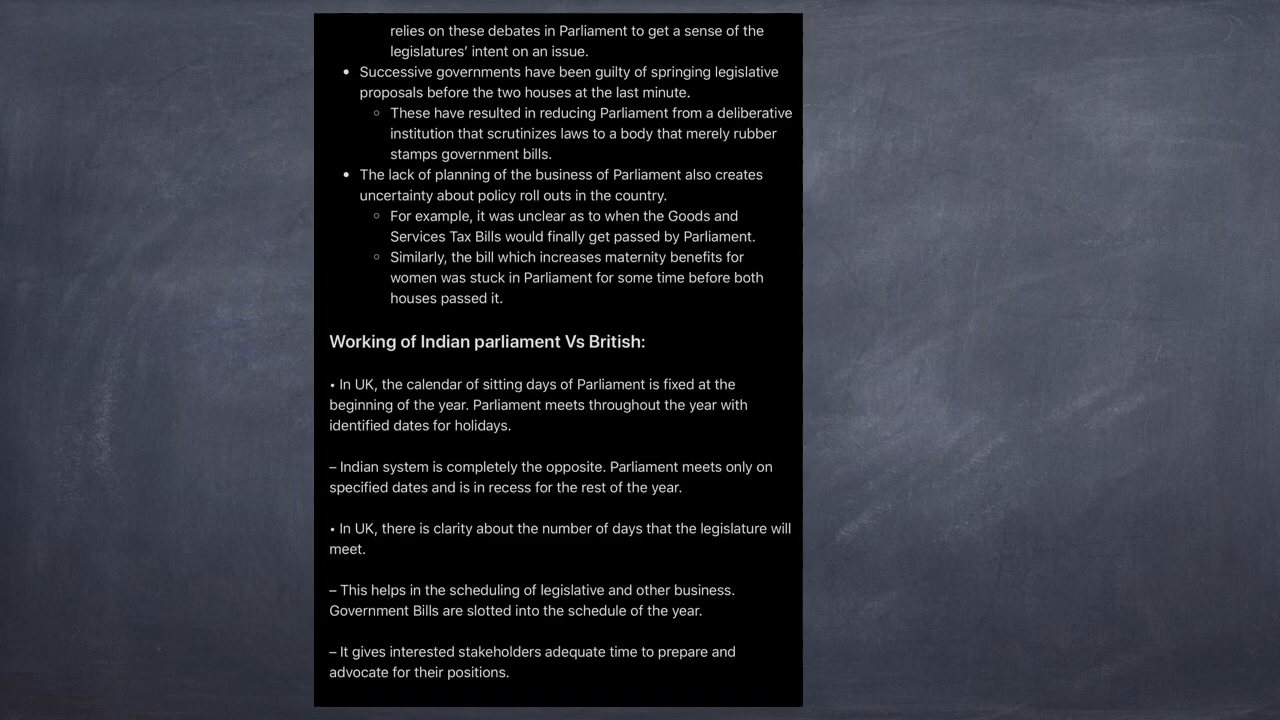 relies on these debates in Parliament to get a sense of the
legislatures’ intent on an issue.
• Successive governments have been guilty of springing legislative
proposals before the two houses at the last minute.
◦ These have resulted in reducing Parliament from a deliberative
institution that scrutinizes laws to a body that merely rubber
stamps government bills.
• The lack of planning of the business of Parliament also creates
uncertainty about policy roll outs in the country.
◦ For example, it was unclear as to when the Goods and
Services Tax Bills would finally get passed by Parliament.
◦ Similarly, the bill which increases maternity benefits for
women was stuck in Parliament for some time before both
houses passed it.
Working of Indian parliament Vs British:
• In UK, the calendar of sitting days of Parliament is fixed at the
beginning of the year. Parliament meets throughout the year with
identified dates for holidays.
– Indian system is completely the opposite. Parliament meets only on
specified dates and is in recess for the rest of the year.
• In UK, there is clarity about the number of days that the legislature will
meet.
– This helps in the scheduling of legislative and other business.
Government Bills are slotted into the schedule of the year.
– It gives interested stakeholders adequate time to prepare and
advocate for their positions.